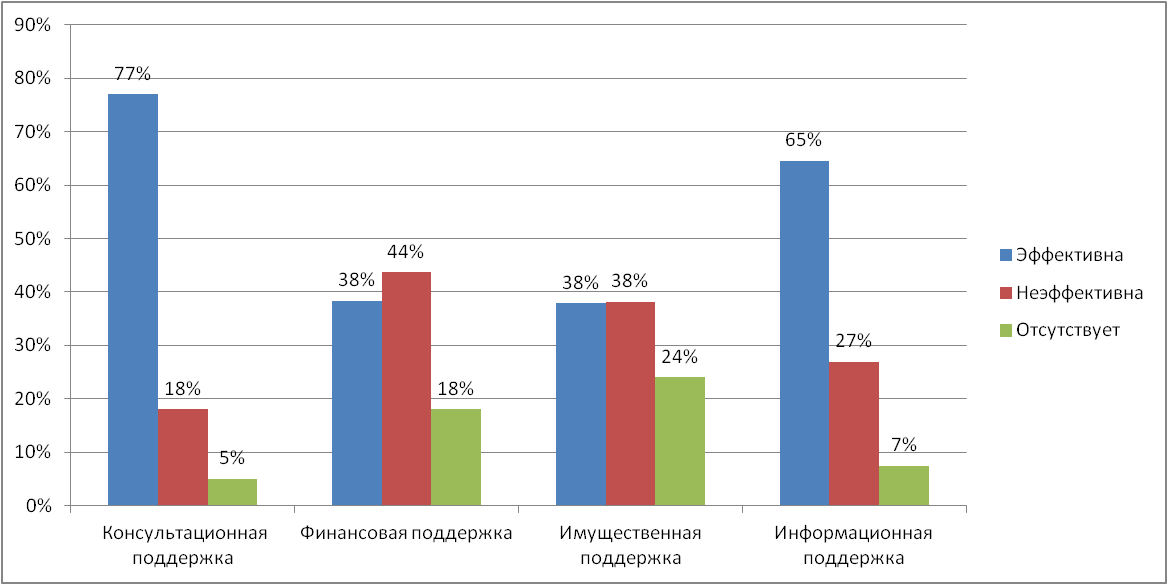 90%
80%
70%
60%
50%
40%
30%
20%
10%
0%
77%
18%
5%
38%
44%
18%
38%
38%
24%
65%
27%
7%
Консультационная
поддержка
Финансовая поддержка
Имущественная
поддержка
Информационная
поддержка
Эффективна
Неэффективна
Отсутствует